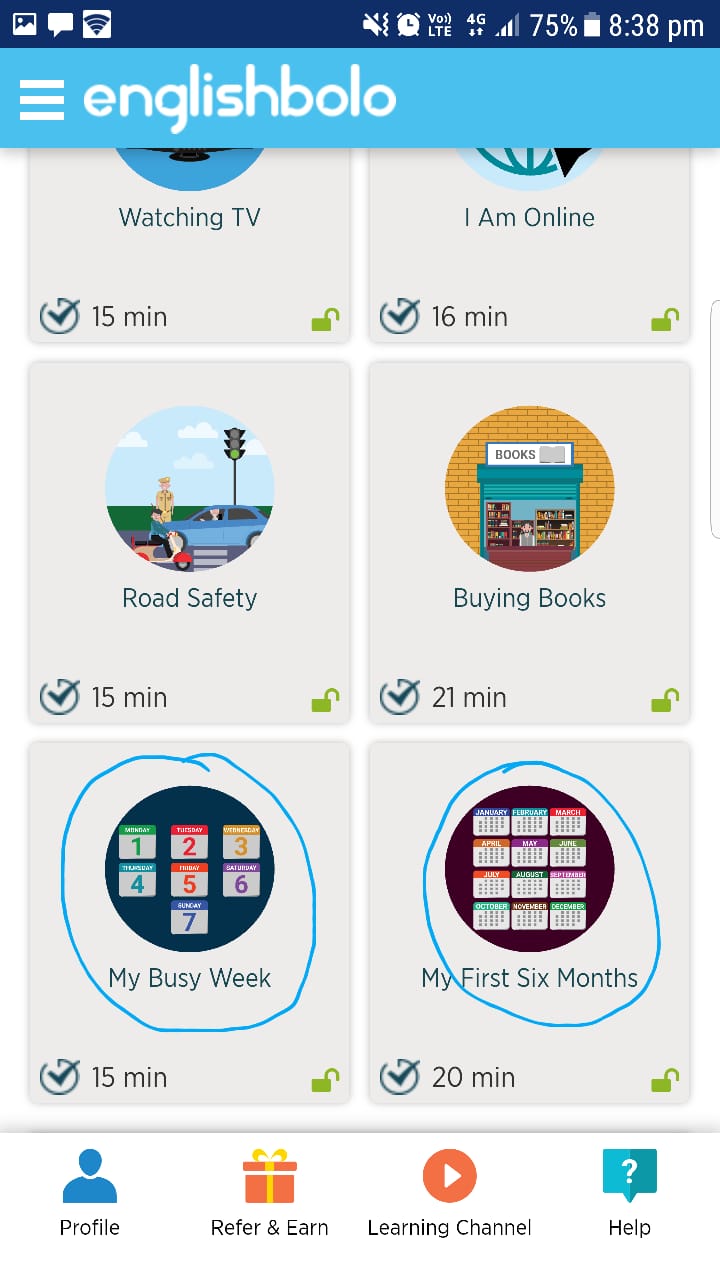 Vo))
LTE
4G
75%
8:38 pm
englishbolo
Watching TV
I Am Online
15 min
16 min
BOOKS
Road Safety
Buying Books
15 min
21 min
MONDAY TUESDAY WEDNESDAY
1 2 3
THURSDAY FRIDAY SATURDAY
4 5 6
SUNDAY
7
JANUARY FEBRUARY MARCH
APRIL MAY JUNE
JULY AUGUST SEPTEMBER
OCTOBER NOVEMBER DECEMBER
My Busy Week
My First Six Months
15 min
20 min
Profile
Refer & Earn
Learning Channel
?
Help